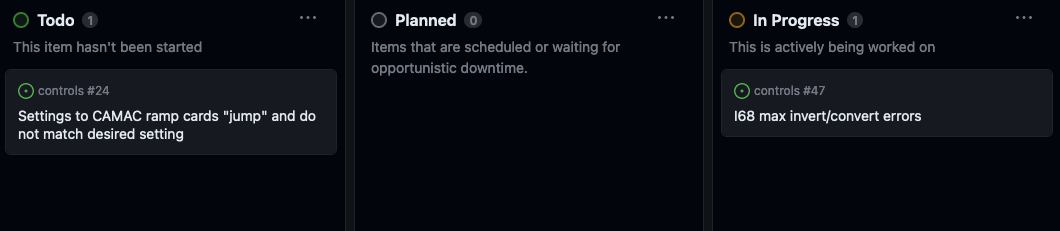 Todo 1
This item hasn't been started
controls #24
Settings to CAMAC ramp cards "jump" and do
not match desired setting
Planned 0
Items that are scheduled or waiting for
opportunistic downtime.
In Progress 1
This is actively being worked on
controls #47
I68 max invert/convert errors